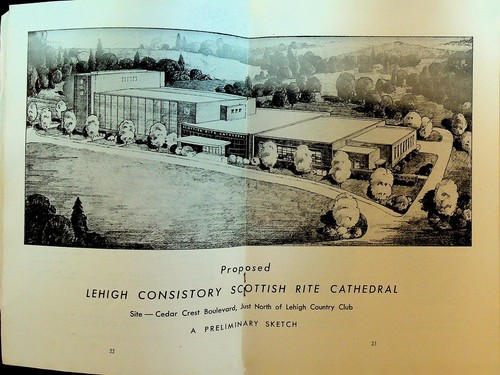 Proposed
LEHIGH CONSISTORY SCOTTISH RITE CATHEDRAL
Site — Cedar Crest Boulevard, Just North of Lehigh Country Club
A PRELIMINARY SKETCH
22
21